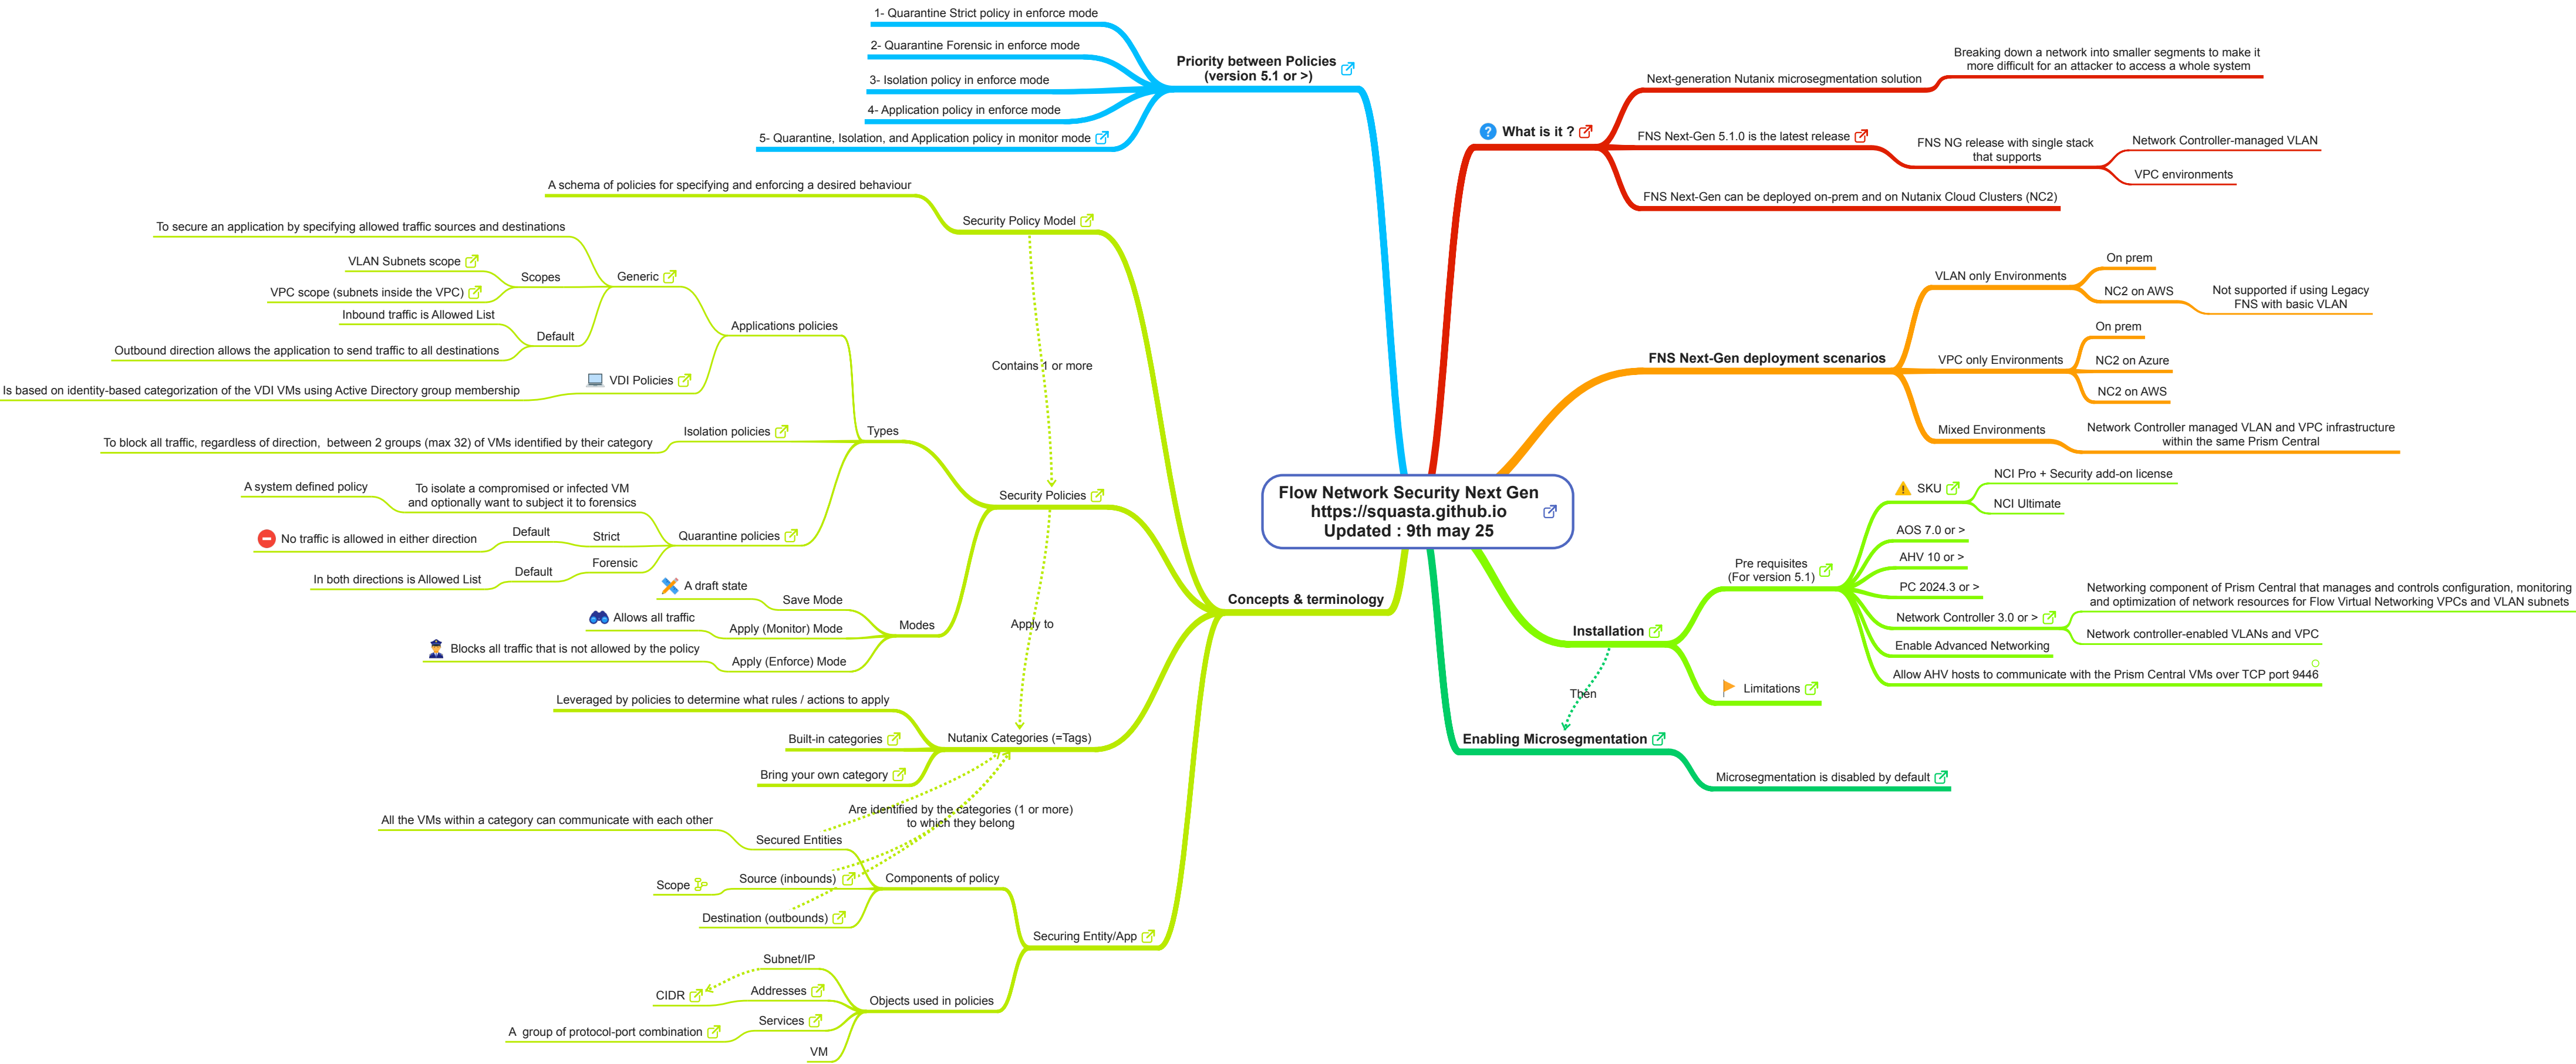 Flow Network Security Next Gen
https://squasta.github.io
Updated : 9th may 25
What is it ?
Next-generation Nutanix microsegmentation solution
Breaking down a network into smaller segments to make it
more difficult for an attacker to access a whole system
FNS Next-Gen 5.1.0 is the latest release
FNS NG release with single stack
that supports
Network Controller-managed VLAN
VPC environments
FNS Next-Gen can be deployed on-prem and on Nutanix Cloud Clusters (NC2)
FNS Next-Gen deployment scenarios
VLAN only Environments
On prem
NC2 on AWS
Not supported if using Legacy
FNS with basic VLAN
VPC only Environments
On prem
NC2 on Azure
NC2 on AWS
Mixed Environments
Network Controller managed VLAN and VPC infrastructure
within the same Prism Central
Installation
Pre requisites
(For version 5.1)
SKU
NCI Pro + Security add-on license
NCI Ultimate
AOS 7.0 or >
AHV 10 or >
PC 2024.3 or >
Network Controller 3.0 or >
Networking component of Prism Central that manages and controls configuration, monitoring
and optimization of network resources for Flow Virtual Networking VPCs and VLAN subnets
Network controller-enabled VLANs and VPC
Enable Advanced Networking
Allow AHV hosts to communicate with the Prism Central VMs over TCP port 9446
Limitations
Then
Enabling Microsegmentation
Microsegmentation is disabled by default
Priority between Policies
(version 5.1 or >)
1- Quarantine Strict policy in enforce mode
2- Quarantine Forensic in enforce mode
3- Isolation policy in enforce mode
4- Application policy in enforce mode
5- Quarantine, Isolation, and Application policy in monitor mode
Concepts & terminology
Security Policy Model
A schema of policies for specifying and enforcing a desired behaviour
Contains 1 or more
Security Policies
Types
Applications policies
Generic
To secure an application by specifying allowed traffic sources and destinations
Scopes
VLAN Subnets scope
VPC scope (subnets inside the VPC)
Default
Inbound traffic is Allowed List
Outbound direction allows the application to send traffic to all destinations
VDI Policies
Is based on identity-based categorization of the VDI VMs using Active Directory group membership
Isolation policies
To block all traffic, regardless of direction,  between 2 groups (max 32) of VMs identified by their category
Quarantine policies
To isolate a compromised or infected VM
and optionally want to subject it to forensics
A system defined policy
Strict
Default
No traffic is allowed in either direction
Forensic
Default
In both directions is Allowed List
Modes
Save Mode
A draft state
Apply (Monitor) Mode
Allows all traffic
Apply (Enforce) Mode
Blocks all traffic that is not allowed by the policy
Apply to
Nutanix Categories (=Tags)
Leveraged by policies to determine what rules / actions to apply
Built-in categories
Bring your own category
Are identified by the categories (1 or more)
to which they belong
Securing Entity/App
Components of policy
Secured Entities
All the VMs within a category can communicate with each other
Source (inbounds)
Scope
Destination (outbounds)
Objects used in policies
Subnet/IP
Addresses
CIDR
Services
A  group of protocol-port combination
VM